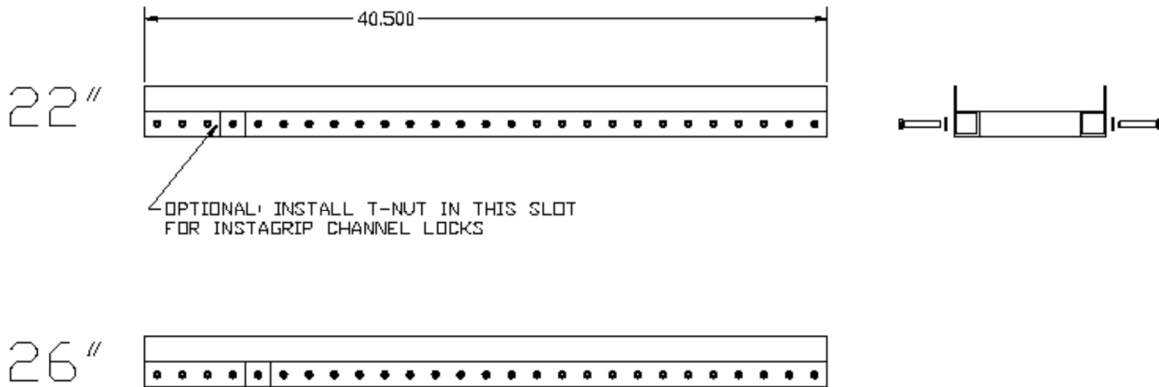 40.500
22"
OPTIONAL: INSTALL T-NUT IN THIS SLOT
FOR INSTAGRIP CHANNEL LOCKS
26"